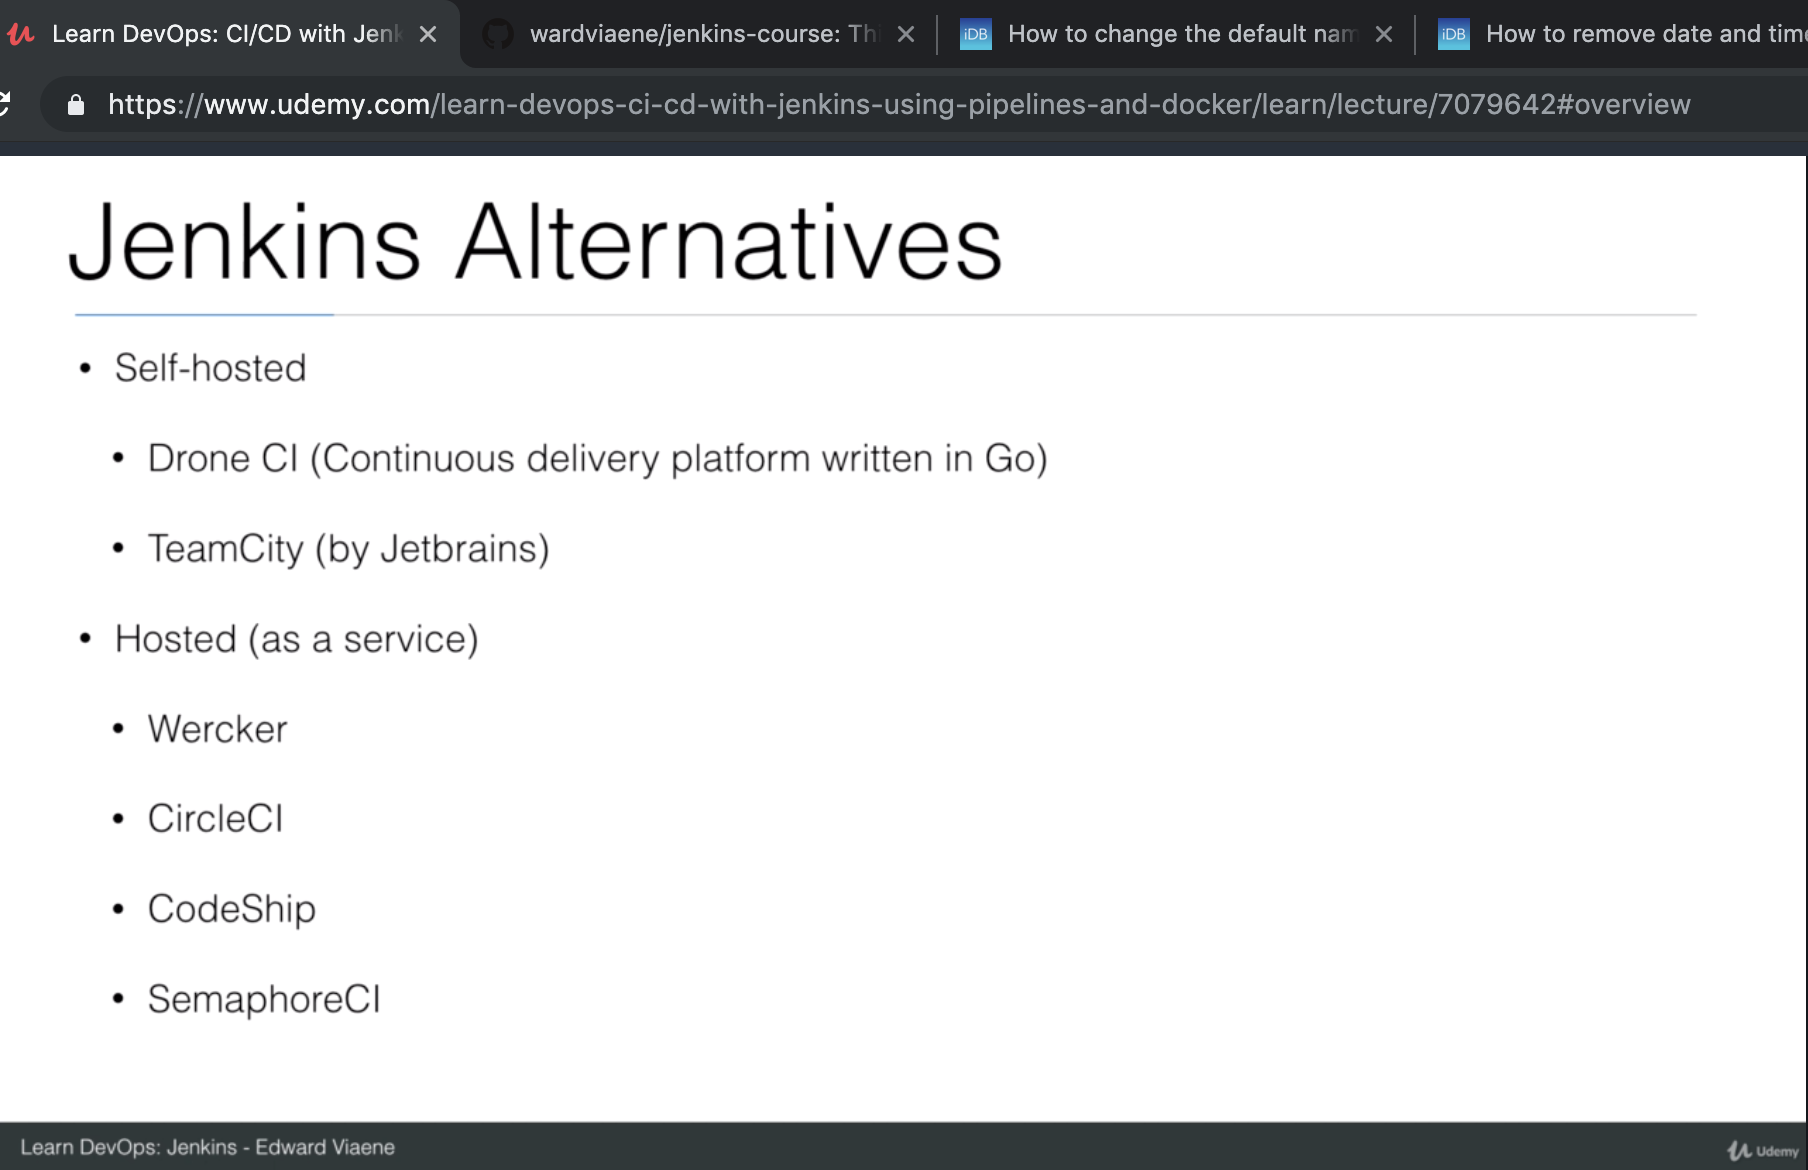 Learn DevOps: CI/CD with Jenk
wardviaene/jenkins-course: Thi
iDB How to change the default nam
iDB How to remove date and time
https://www.udemy.com/learn-devops-ci-cd-with-jenkins-using-pipelines-and-docker/learn/lecture/7079642#overview
Jenkins Alternatives
• Self-hosted
• Drone CI (Continuous delivery platform written in Go)
• TeamCity (by Jetbrains)
• Hosted (as a service)
• Wercker
• CircleCI
• CodeShip
• SemaphoreCI
Learn DevOps: Jenkins - Edward Viaene
Udemy